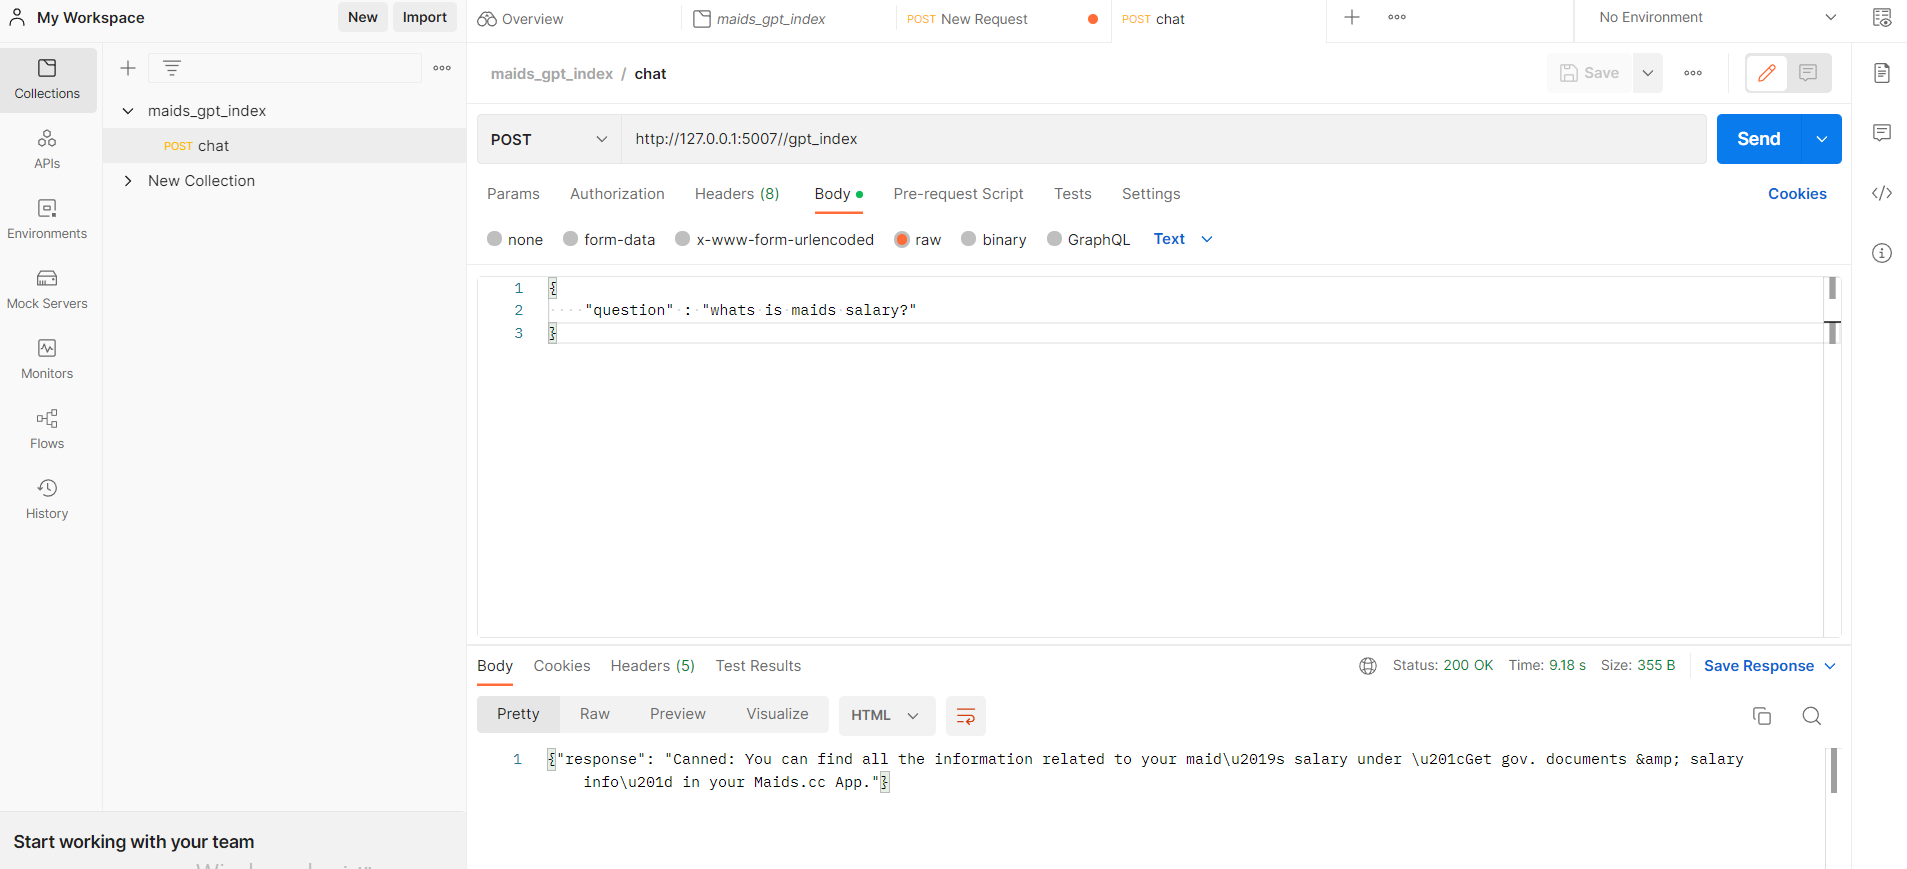 My Workspace
New
Import
Overview
maids_gpt_index
POST New Request
POST chat
No Environment
Collections
APIs
Environments
Mock Servers
Monitors
Flows
History
maids_gpt_index
POST chat
New Collection
maids_gpt_index / chat
Save
POST
http://127.0.0.1:5007//gpt_index
Send
Params
Authorization
Headers (8)
Body
Pre-request Script
Tests
Settings
Cookies
none
form-data
x-www-form-urlencoded
raw
binary
GraphQL
Text
1 {
2 "question" : "whats is maids salary?"
3 }
Body
Cookies
Headers (5)
Test Results
Status: 200 OK
Time: 9.18 s
Size: 355 B
Save Response
Pretty
Raw
Preview
Visualize
HTML
1 {"response": "Canned: You can find all the information related to your maid\u2019s salary under \u201cGet gov. documents &amp; salary
info\u201d in your Maids.cc App."}
Start working with your team